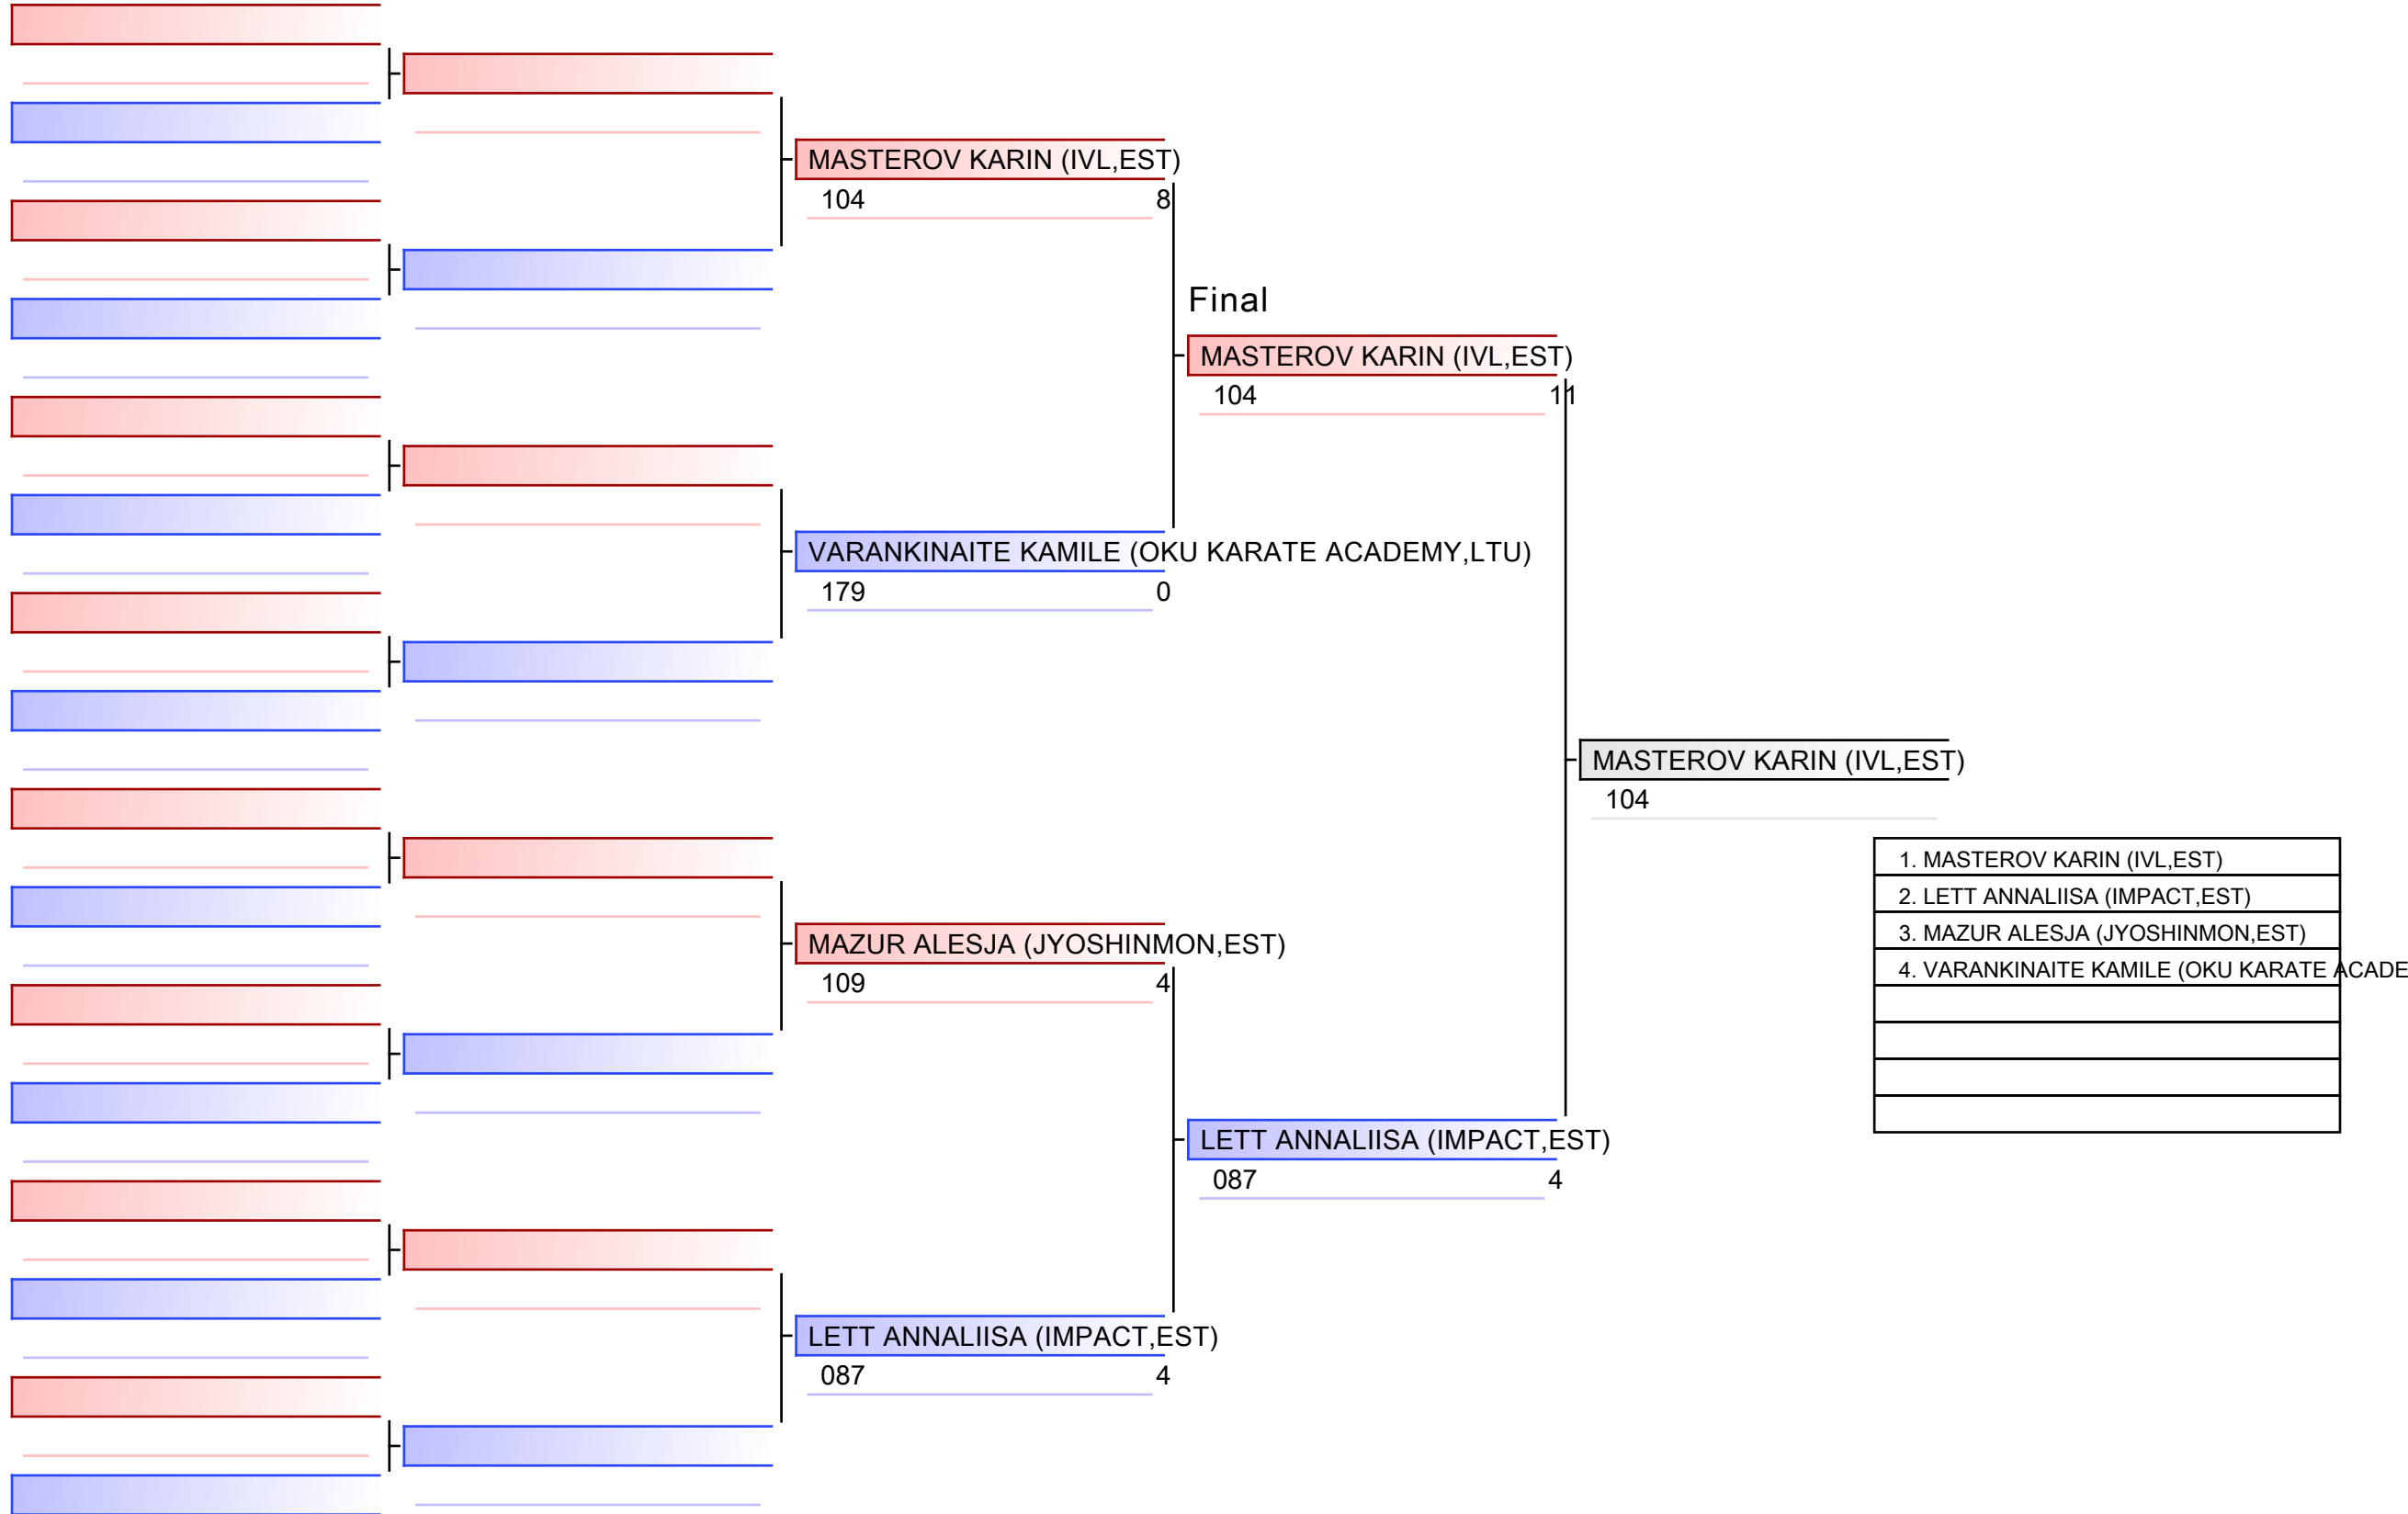 MASTEROV KARIN (IVL,EST)
104 8
Final
MASTEROV KARIN (IVL,EST)
104 11
VARANKINAITE KAMILE (OKU KARATE ACADEMY,LTU)
179 0
MASTEROV KARIN (IVL,EST)
104
1. MASTEROV KARIN (IVL,EST)
2. LETT ANNALIISA (IMPACT,EST)
3. MAZUR ALESJA (JYOSHINMON,EST)
4. VARANKINAITE KAMILE (OKU KARATE ACADE
MAZUR ALESJA (JYOSHINMON,EST)
109 4
LETT ANNALIISA (IMPACT,EST)
087 4
LETT ANNALIISA (IMPACT,EST)
087 4